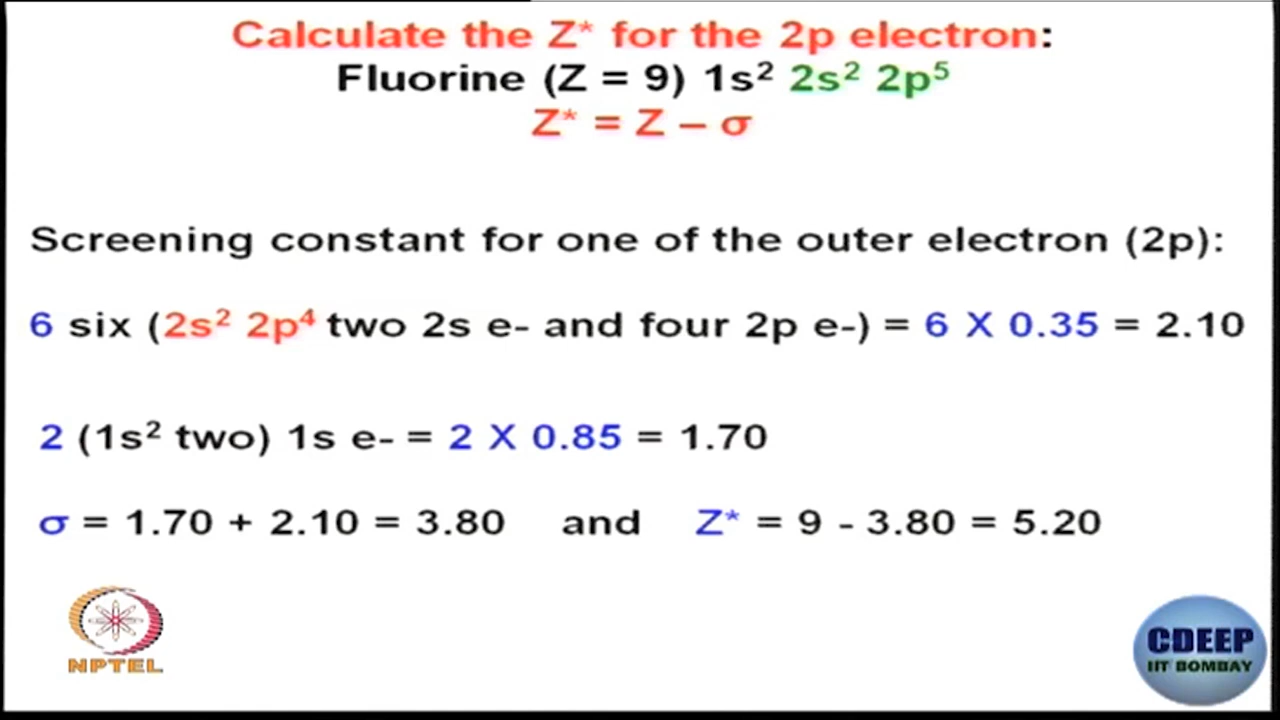 Calculate the Z* for the 2p electron:
Fluorine (Z = 9) 1s² 2s² 2p⁵
Z* = Z – σ
Screening constant for one of the outer electron (2p):
6 six (2s² 2p⁴ two 2s e- and four 2p e-) = 6 X 0.35 = 2.10
2 (1s² two) 1s e- = 2 X 0.85 = 1.70
σ = 1.70 + 2.10 = 3.80 and Z* = 9 - 3.80 = 5.20
NPTEL
CDEEP
IIT BOMBAY